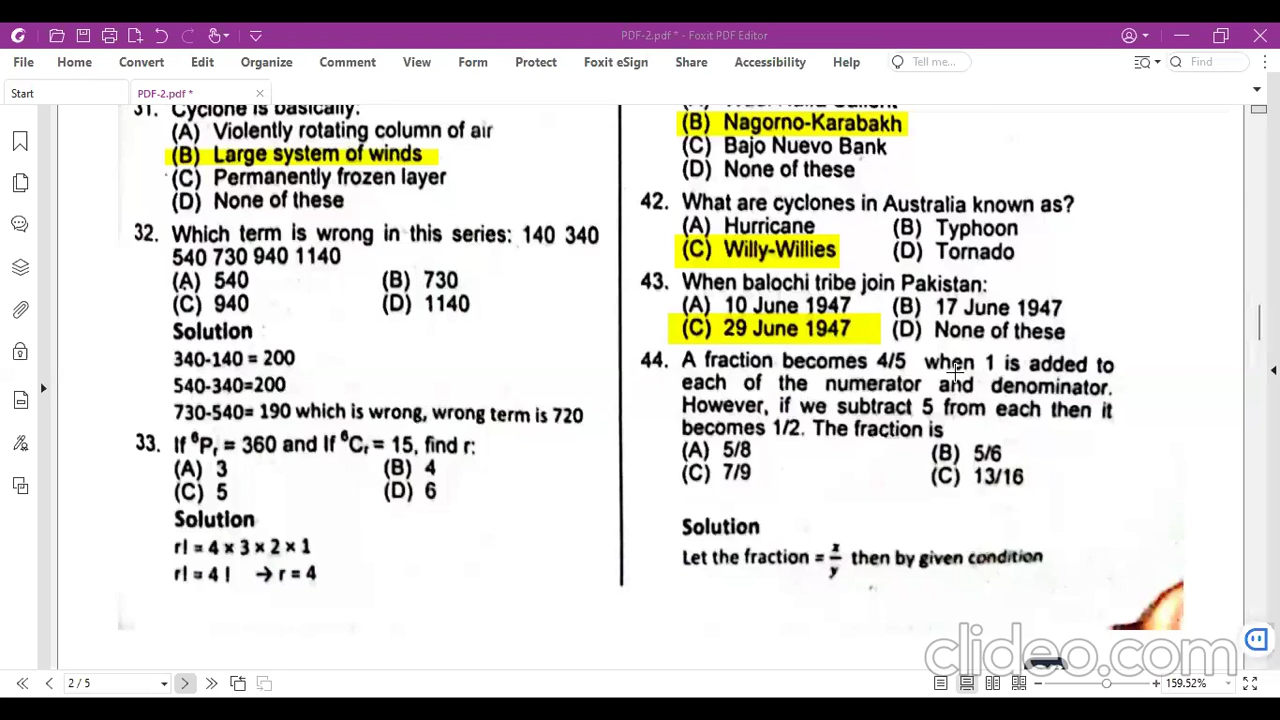 PDF-2.pdf * - Foxit PDF Editor
File Home Convert Edit Organize Comment View Form Protect Foxit eSign Share Accessibility Help Tell me... Find
Start PDF-2.pdf *
31. Cyclone is basically:
(A) Violently rotating column of air
(B) Large system of winds
(C) Permanently frozen layer
(D) None of these
32. Which term is wrong in this series: 140 340
540 730 940 1140
(A) 540 (B) 730
(C) 940 (D) 1140
Solution
340-140 = 200
540-340=200
730-540= 190 which is wrong, wrong term is 720
33. If ⁶Pᵣ = 360 and If ⁶Cᵣ = 15, find r:
(A) 3 (B) 4
(C) 5 (D) 6
Solution
r! = 4 x 3 x 2 x 1
r! = 4 ! → r = 4
(B) Nagorno-Karabakh
(C) Bajo Nuevo Bank
(D) None of these
42. What are cyclones in Australia known as?
(A) Hurricane (B) Typhoon
(C) Willy-Willies (D) Tornado
43. When balochi tribe join Pakistan:
(A) 10 June 1947 (B) 17 June 1947
(C) 29 June 1947 (D) None of these
44. A fraction becomes 4/5 when 1 is added to
each of the numerator and denominator.
However, if we subtract 5 from each then it
becomes 1/2. The fraction is
(A) 5/8 (B) 5/6
(C) 7/9 (C) 13/16
Solution
Let the fraction = x/y then by given condition
clideo.com
2 / 5 159.52%